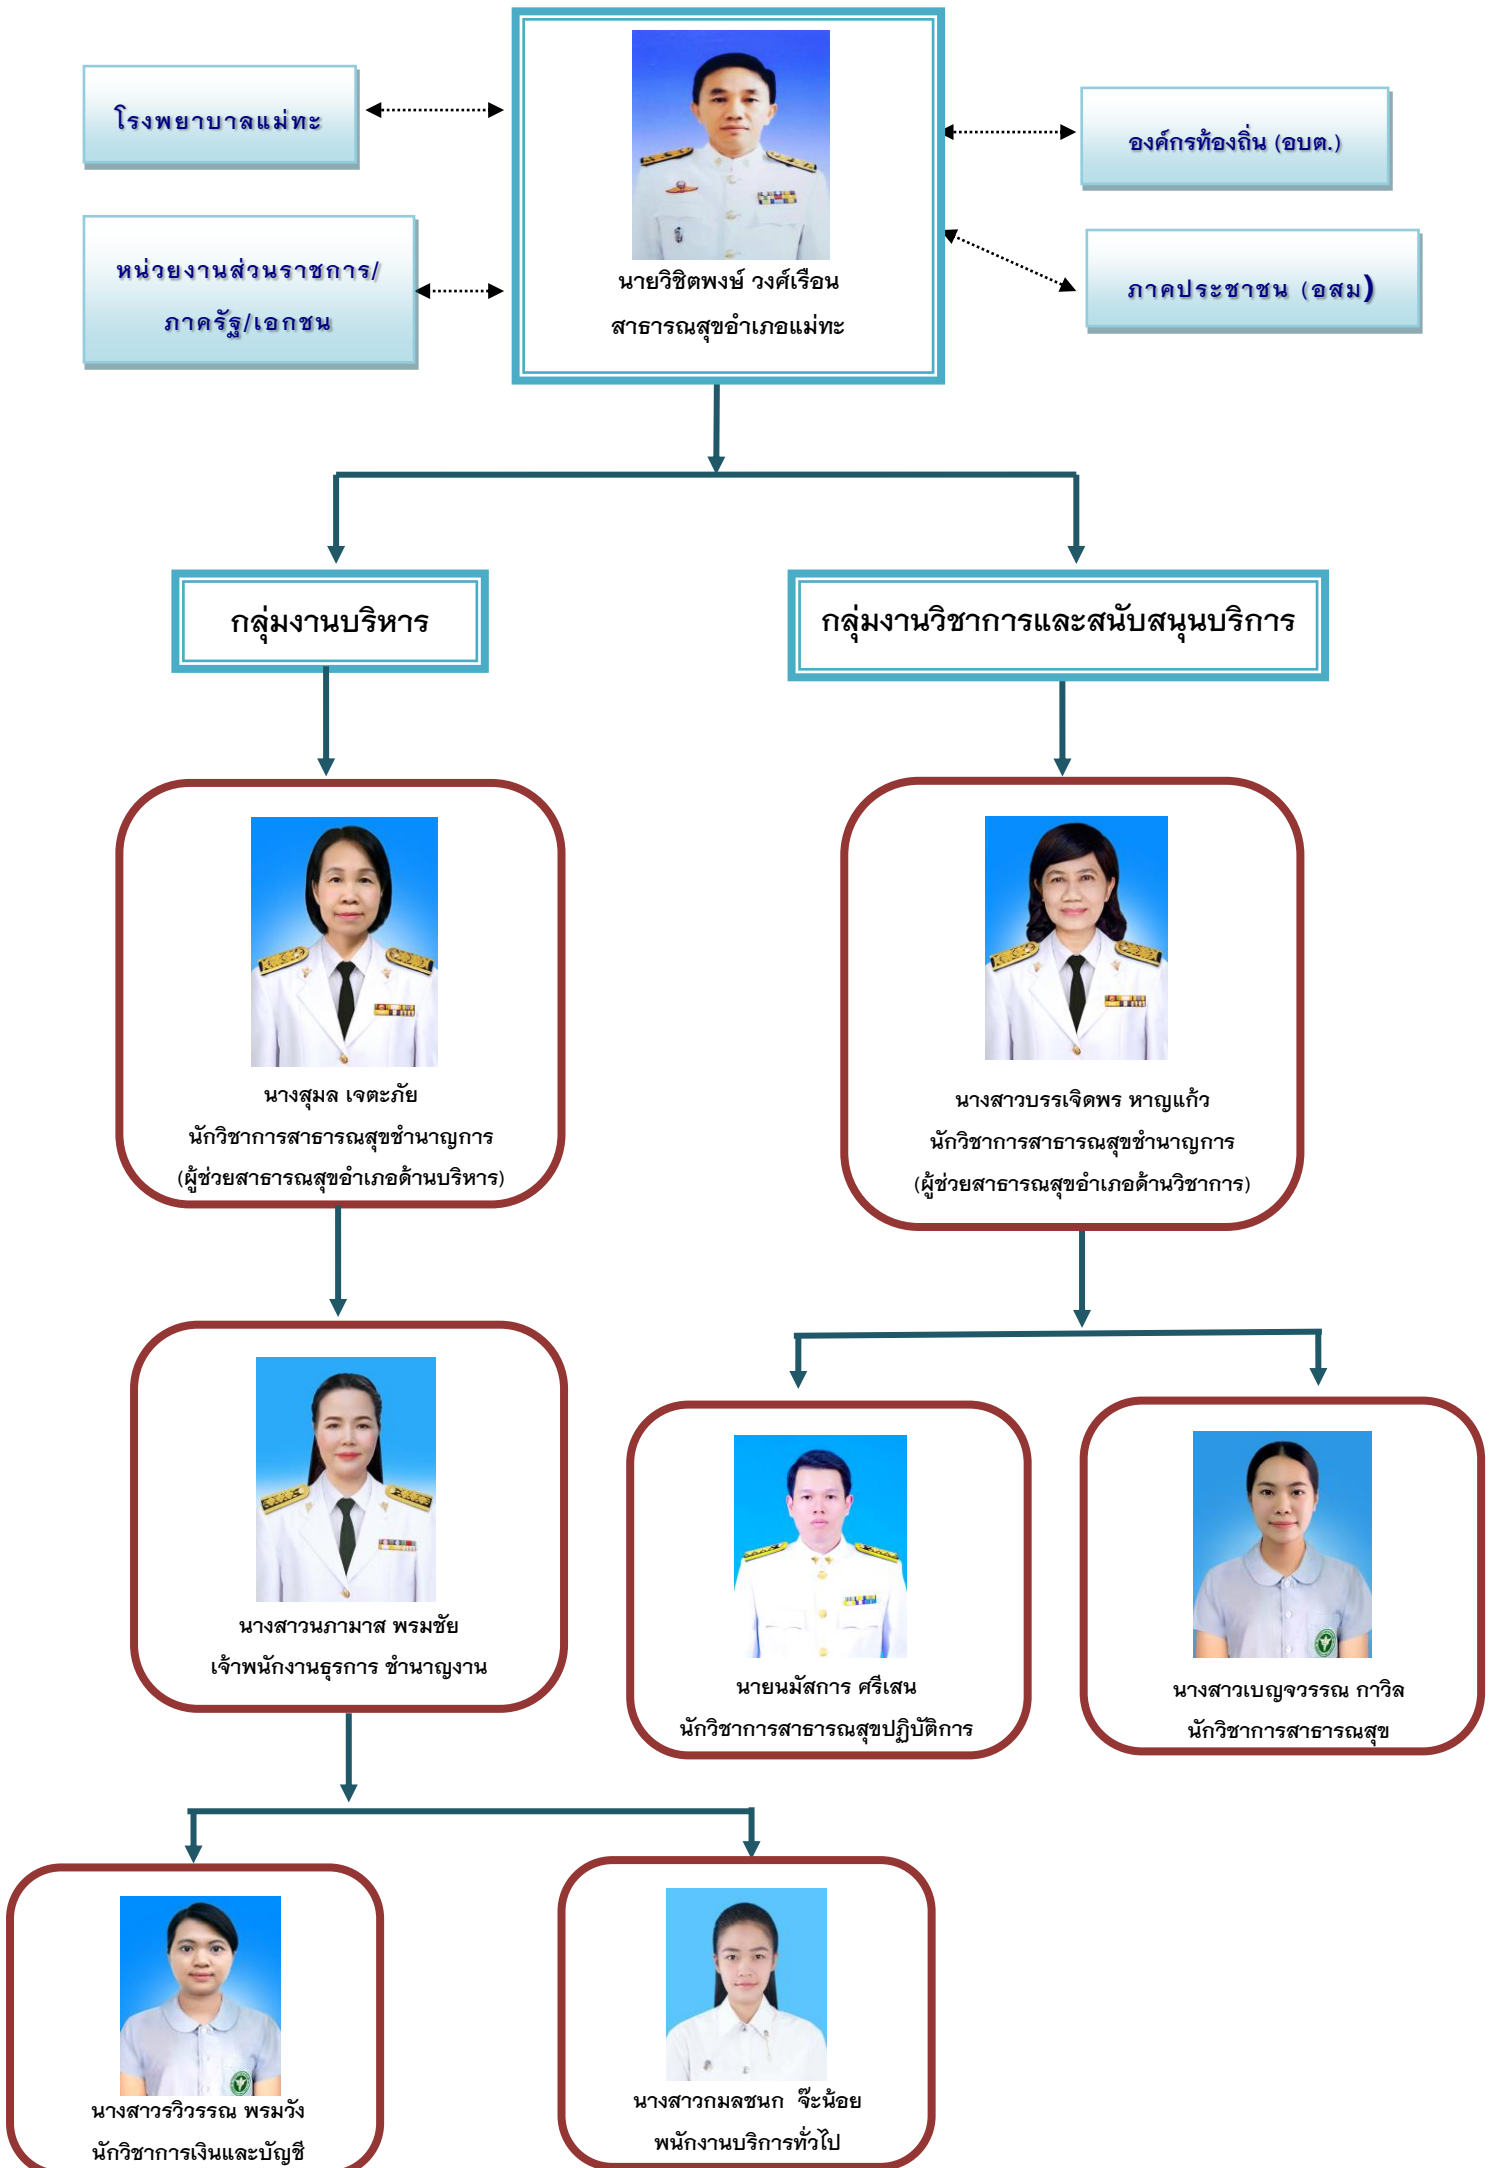 โรงพยาบาลแม่ทะ
องค์กรท้องถิ่น (อบต.)
หน่วยงานส่วนราชการ/
ภาครัฐ/เอกชน
ภาคประชาชน (อสม)
นายวิชิตพงษ์ วงศ์เรือน
สาธารณสุขอำเภอแม่ทะ
กลุ่มงานบริหาร
กลุ่มงานวิชาการและสนับสนุนบริการ
นางสุมล เจตะภัย
นักวิชาการสาธารณสุขชำนาญการ
(ผู้ช่วยสาธารณสุขอำเภอด้านบริหาร)
นางสาวบรรเจิดพร หาญแก้ว
นักวิชาการสาธารณสุขชำนาญการ
(ผู้ช่วยสาธารณสุขอำเภอด้านวิชาการ)
นางสาวนภามาส พรมชัย
เจ้าพนักงานธุรการ ชำนาญงาน
นายนมัสการ ศรีเสน
นักวิชาการสาธารณสุขปฏิบัติการ
นางสาวเบญจวรรณ กาวิล
นักวิชาการสาธารณสุข
นางสาวรวิวรรณ พรมวัง
นักวิชาการเงินและบัญชี
นางสาวกมลชนก จ๊ะน้อย
พนักงานบริการทั่วไป